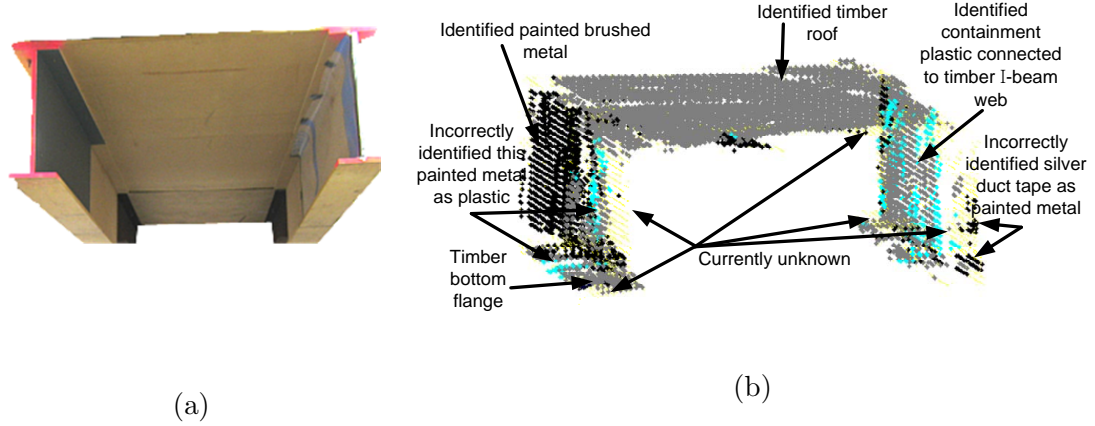 Identified painted brushed
metal
Identified timber
roof
Identified
containment
plastic connected
to timber I-beam
web
Incorrectly
identified this
painted metal
as plastic
Incorrectly
identified silver
duct tape as
painted metal
Timber
bottom
flange
Currently unknown
(a)
(b)